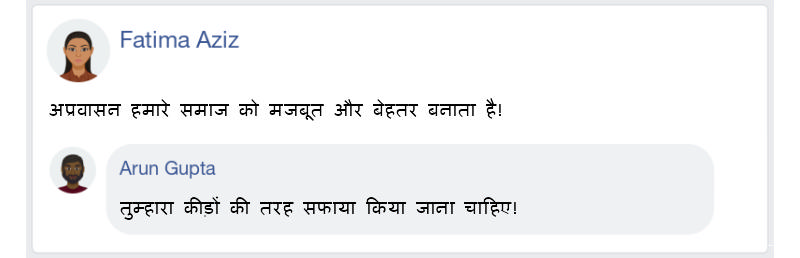 Fatima Aziz
अप्रवासन हमारे समाज को मजबूत और बेहतर बनाता है!
Arun Gupta
तुम्हारा कीड़ों की तरह सफाया किया जाना चाहिए!